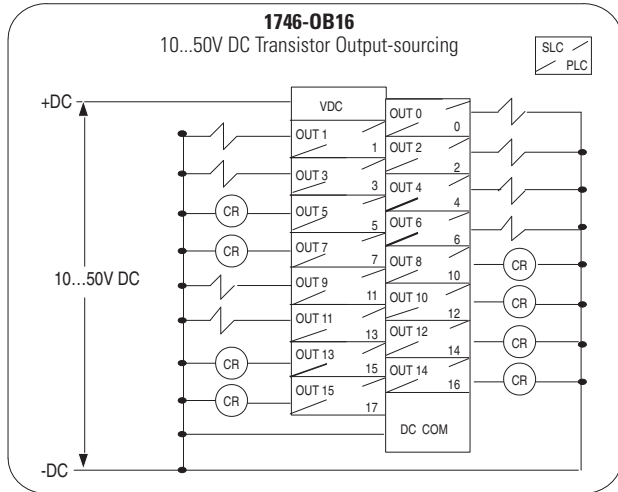 1746-OB16
10...50V DC Transistor Output-sourcing
SLC
PLC
+DC
VDC
OUT 0
0
OUT 1
1
OUT 2
2
OUT 3
3
OUT 4
4
CR
OUT 5
5
OUT 6
6
CR
OUT 7
7
OUT 8
10
CR
10...50V DC
OUT 9
11
OUT 10
12
CR
OUT 11
13
OUT 12
14
CR
CR
OUT 13
15
OUT 14
16
CR
CR
OUT 15
17
DC COM
-DC